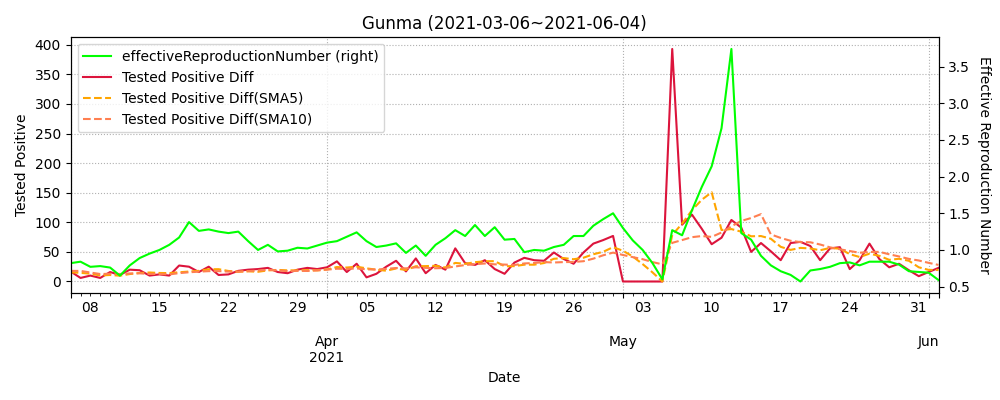 Gunma (2021-03-06~2021-06-04)
effectiveReproductionNumber (right)
Tested Positive Diff
Tested Positive Diff(SMA5)
Tested Positive Diff(SMA10)
Tested Positive
400
350
300
250
200
150
100
50
0
Effective Reproduction Number
3.5
3.0
2.5
2.0
1.5
1.0
0.5
08 15 22 29 05 12 19 26 03 10 17 24 31
Apr May Jun
2021
Date